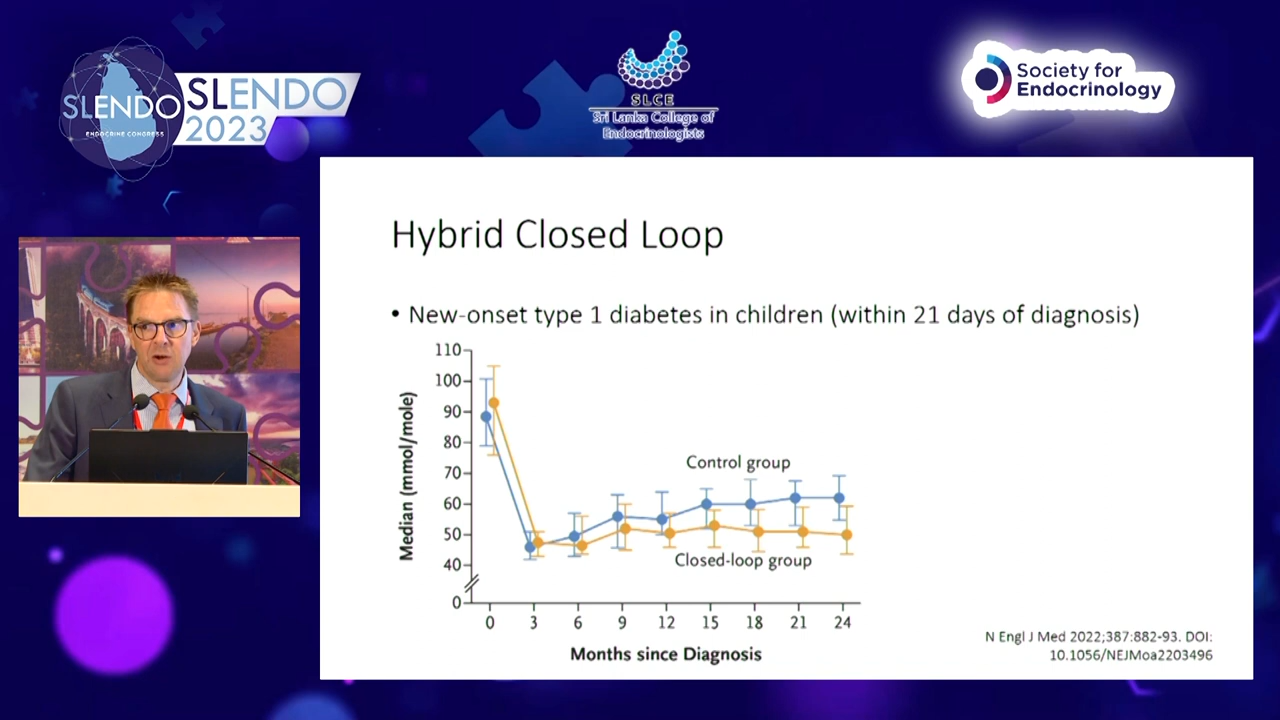 SLENDO
ENDOCRINE CONGRESS
SLENDO
2023
SLCE
Sri Lanka College of
Endocrinologists
Society for
Endocrinology
Hybrid Closed Loop
• New-onset type 1 diabetes in children (within 21 days of diagnosis)
Median (mmol/mole)
110
100
90
80
70
60
50
40
0
Control group
Closed-loop group
0 3 6 9 12 15 18 21 24
Months since Diagnosis
N Engl J Med 2022;387:882-93. DOI:
10.1056/NEJMoa2203496